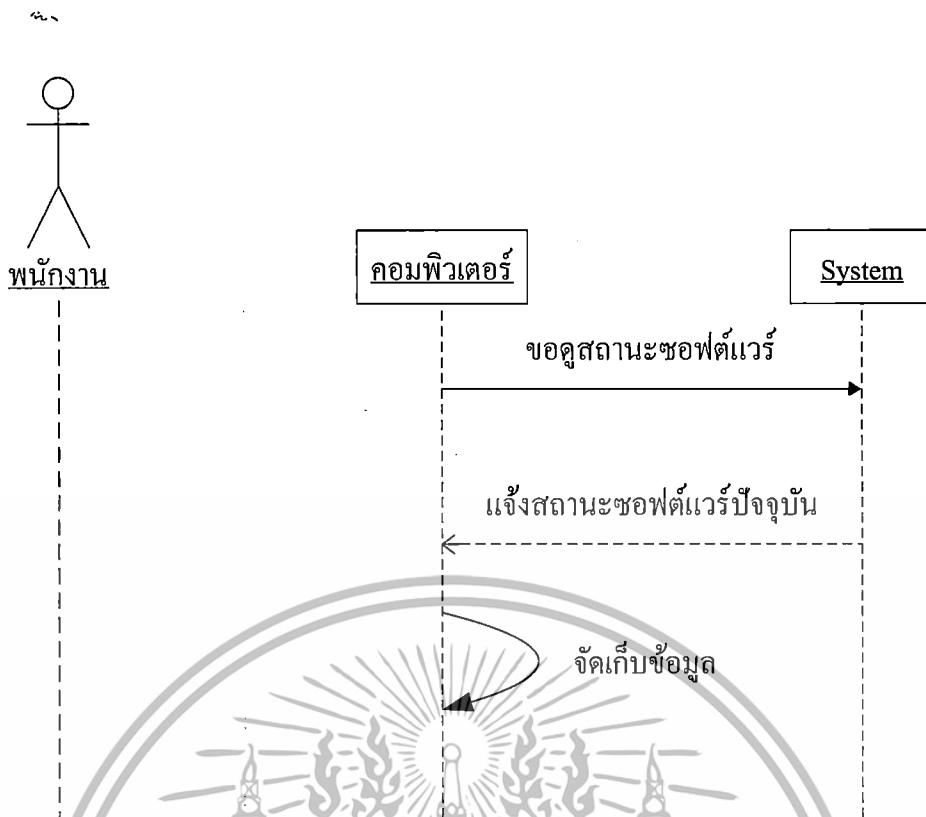 พนักงาน
คอมพิวเตอร์
System
ขอดูสถานะซอฟต์แวร์
แจ้งสถานะซอฟต์แวร์ปัจจุบัน
จัดเก็บข้อมูล